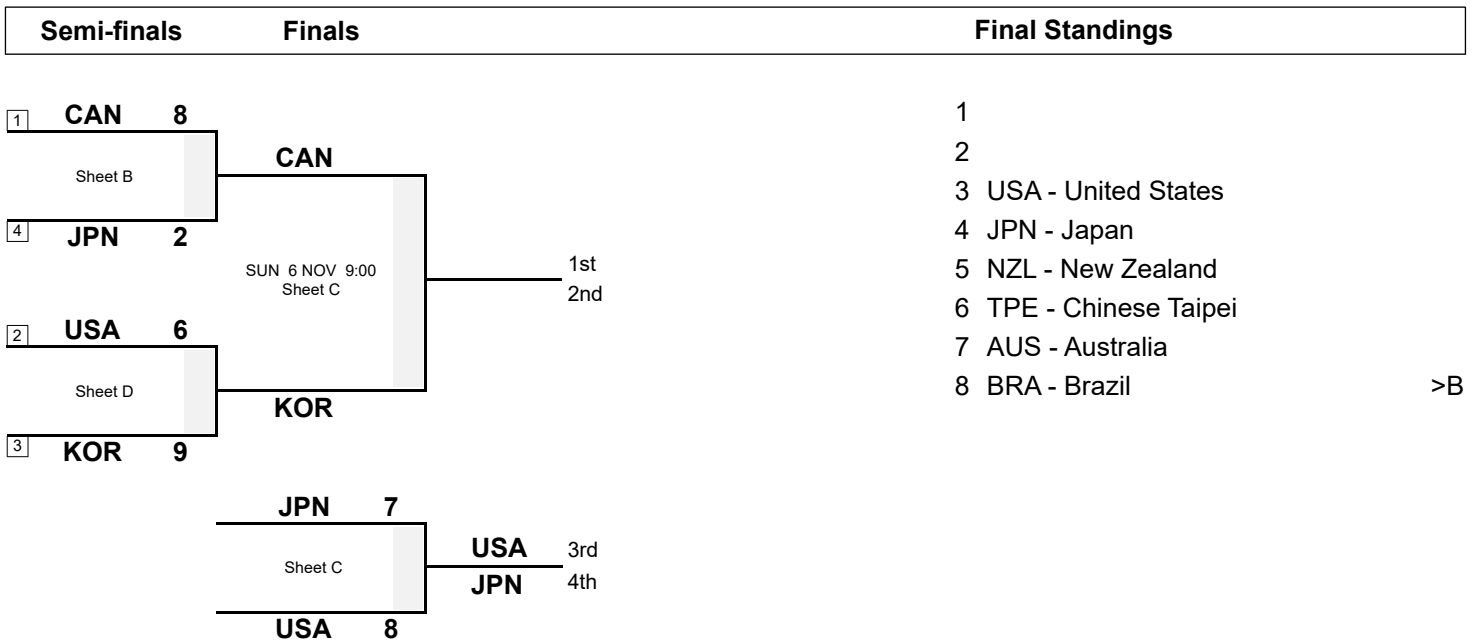 Semi-finals Finals Final Standings
1 CAN 8
Sheet B
4 JPN 2
CAN
SUN 6 NOV 9:00
Sheet C
1st
2nd
2 USA 6
Sheet D
3 KOR 9
KOR
JPN 7
Sheet C
USA 8
USA 3rd
JPN 4th
1
2
3 USA - United States
4 JPN - Japan
5 NZL - New Zealand
6 TPE - Chinese Taipei
7 AUS - Australia
8 BRA - Brazil >B